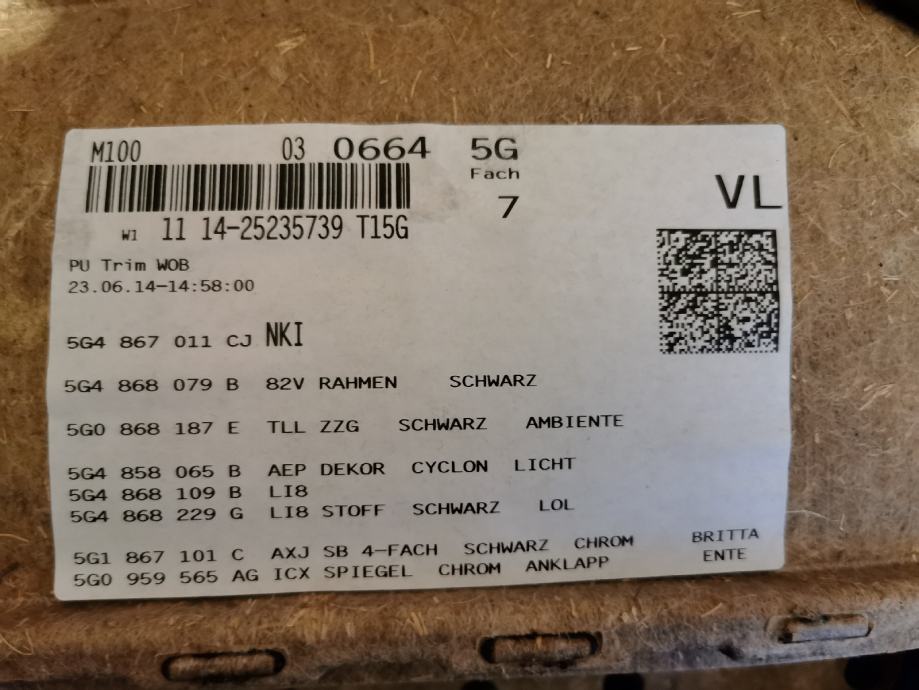 M100 03 0664 5G
Fach
7
VL
W1 11 14-25235739 T15G
PU Trim WOB
23.06.14-14:58:00
5G4 867 011 CJ NKI
5G4 868 079 B 82V RAHMEN SCHWARZ
5G0 868 187 E TLL ZZG SCHWARZ AMBIENTE
5G4 858 065 B AEP DEKOR CYCLON LICHT
5G4 868 109 B LI8
5G4 868 229 G LI8 STOFF SCHWARZ LOL
5G1 867 101 C AXJ SB 4-FACH SCHWARZ CHROM BRITTA
5G0 959 565 AG ICX SPIEGEL CHROM ANKLAPP ENTE